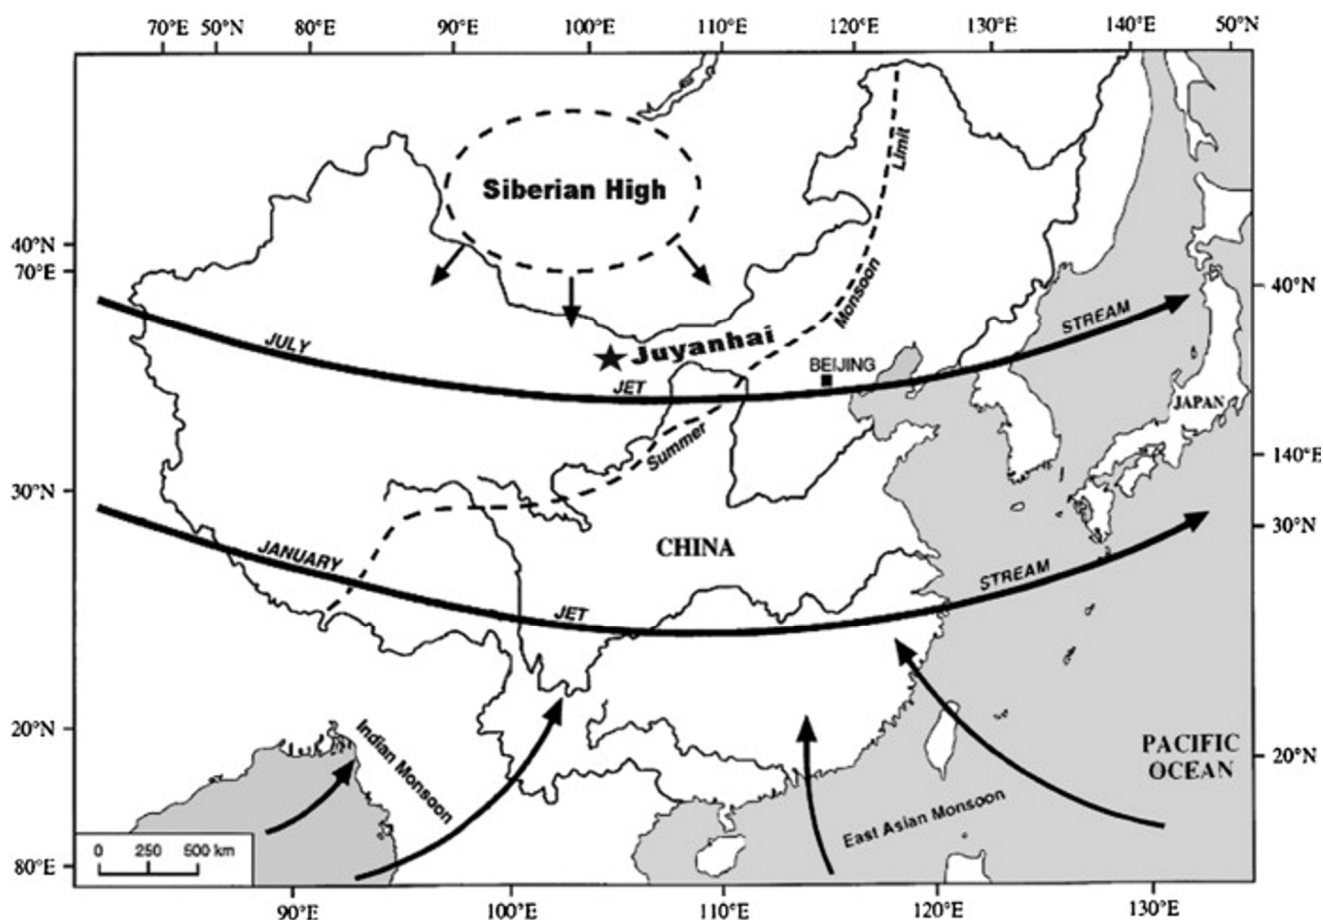 70°E 50°N 80°E 90°E 100°E 110°E 120°E 130°E 140°E 50°N
Limit
Siberian High
40°N
70°E
Monsoon
40°N
STREAM
JULY
Juyanhai
BEIJING
JET
JAPAN
Summer
140°E
30°N
30°N
CHINA
JANUARY
STREAM
JET
20°N
Indian Monsoon
PACIFIC
OCEAN
20°N
East Asian Monsoon
0 250 500 km
80°E
90°E 100°E 110°E 120°E 130°E